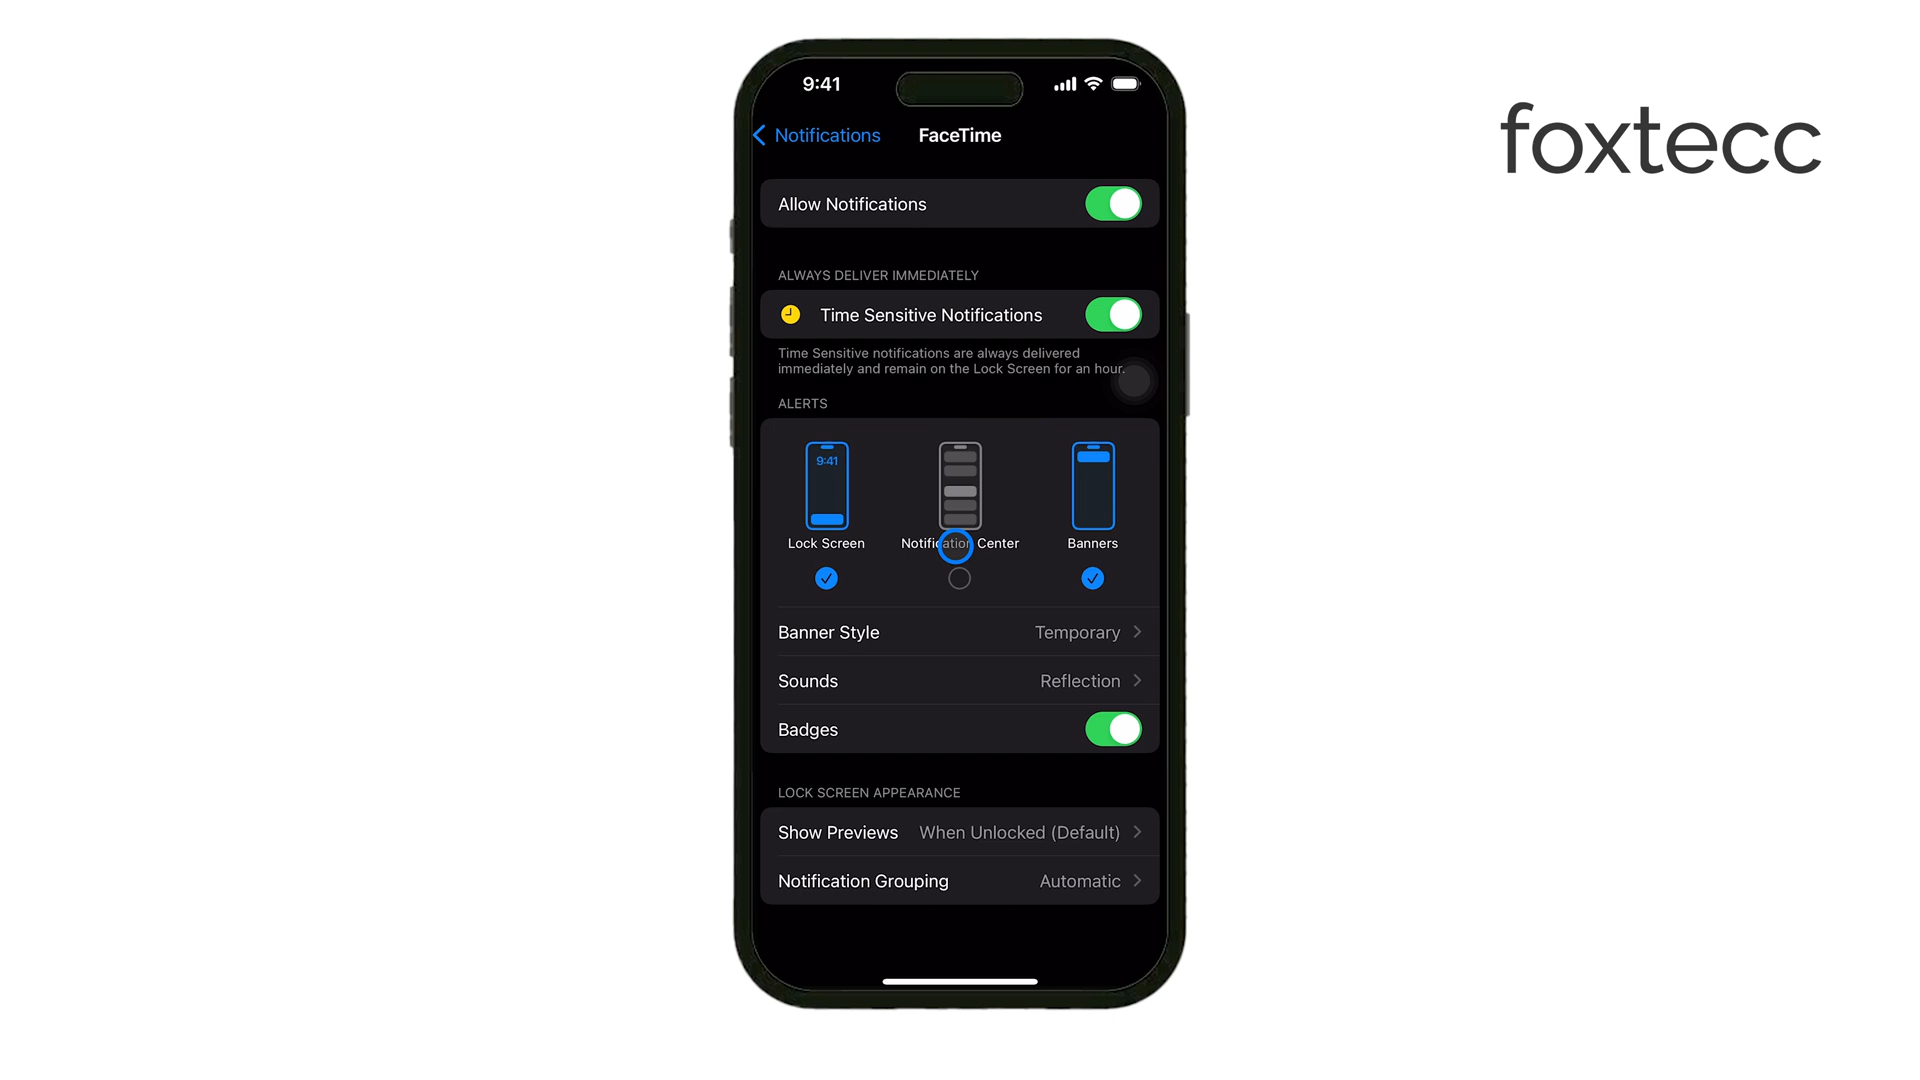 foxtecc
9:41
Notifications
FaceTime
Allow Notifications
ALWAYS DELIVER IMMEDIATELY
Time Sensitive Notifications
Time Sensitive notifications are always delivered
immediately and remain on the Lock Screen for an hour.
ALERTS
9:41
Lock Screen
Notification Center
Banners
Banner Style Temporary
Sounds Reflection
Badges
LOCK SCREEN APPEARANCE
Show Previews When Unlocked (Default)
Notification Grouping Automatic